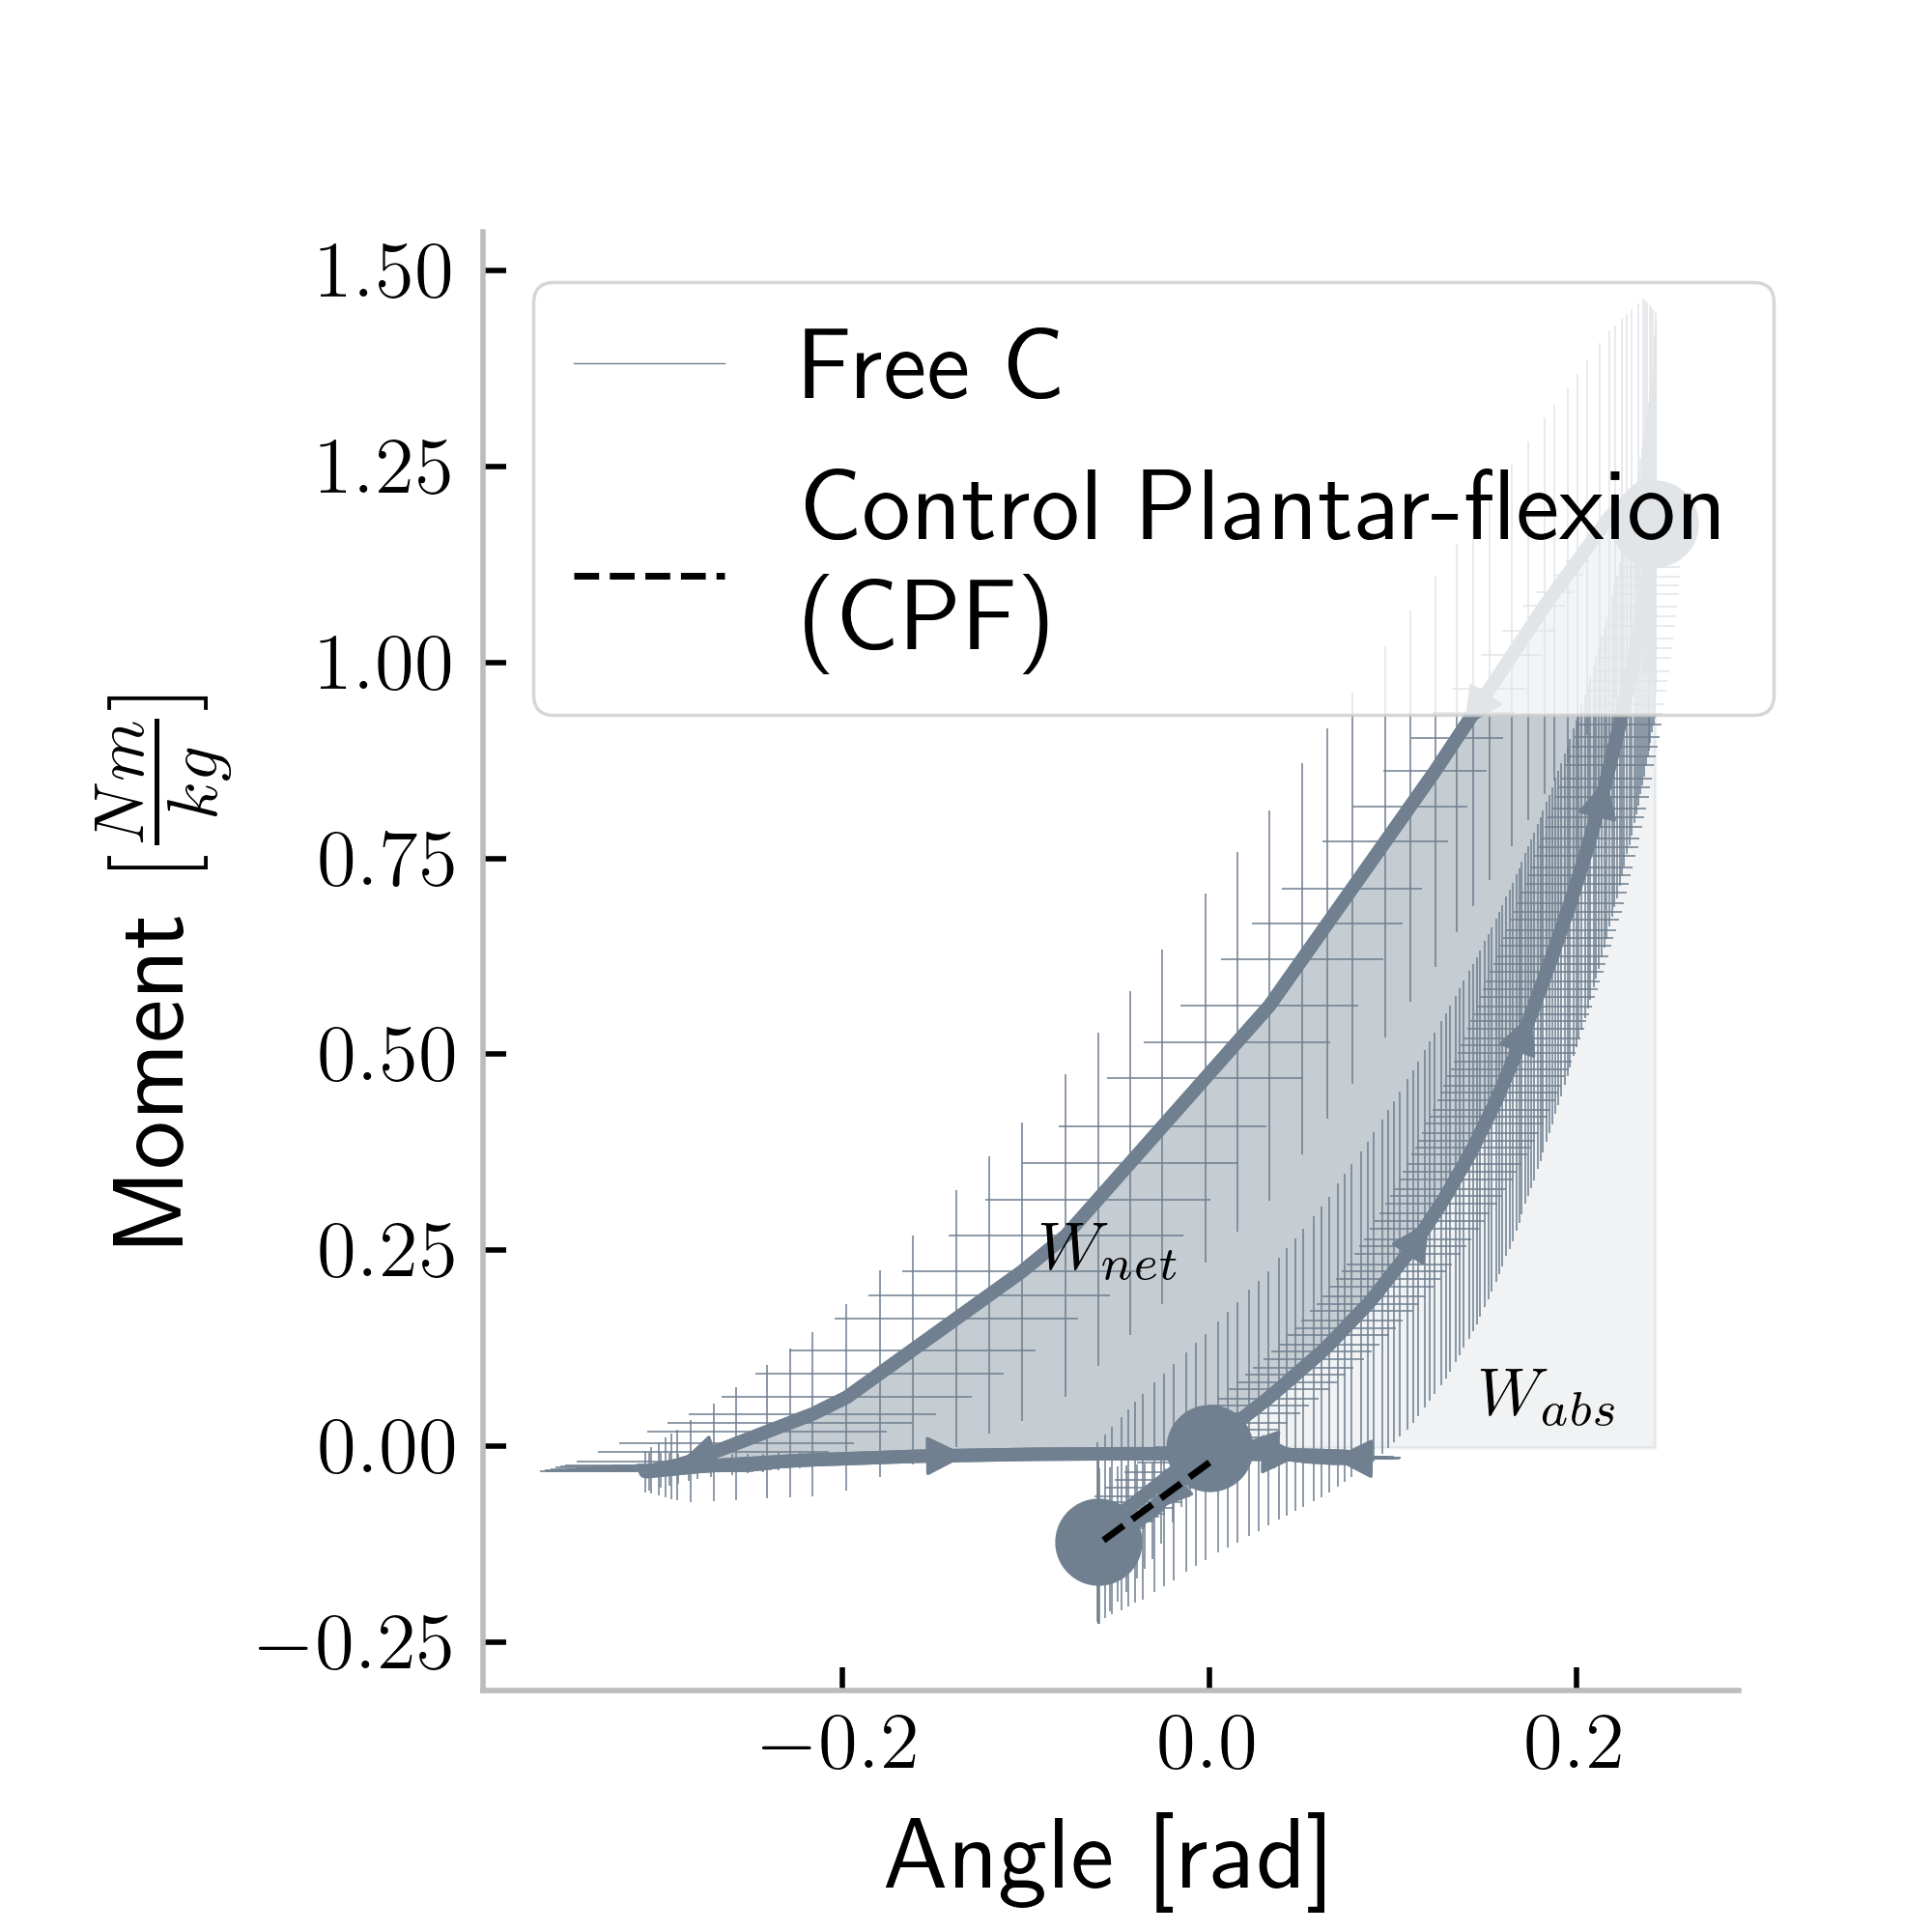 1.50
1.25
1.00
0.75
0.50
0.25
0.00
−0.25
Moment [Nm/kg]
Free C
Control Plantar-flexion
(CPF)
W_net
W_abs
−0.2
0.0
0.2
Angle [rad]